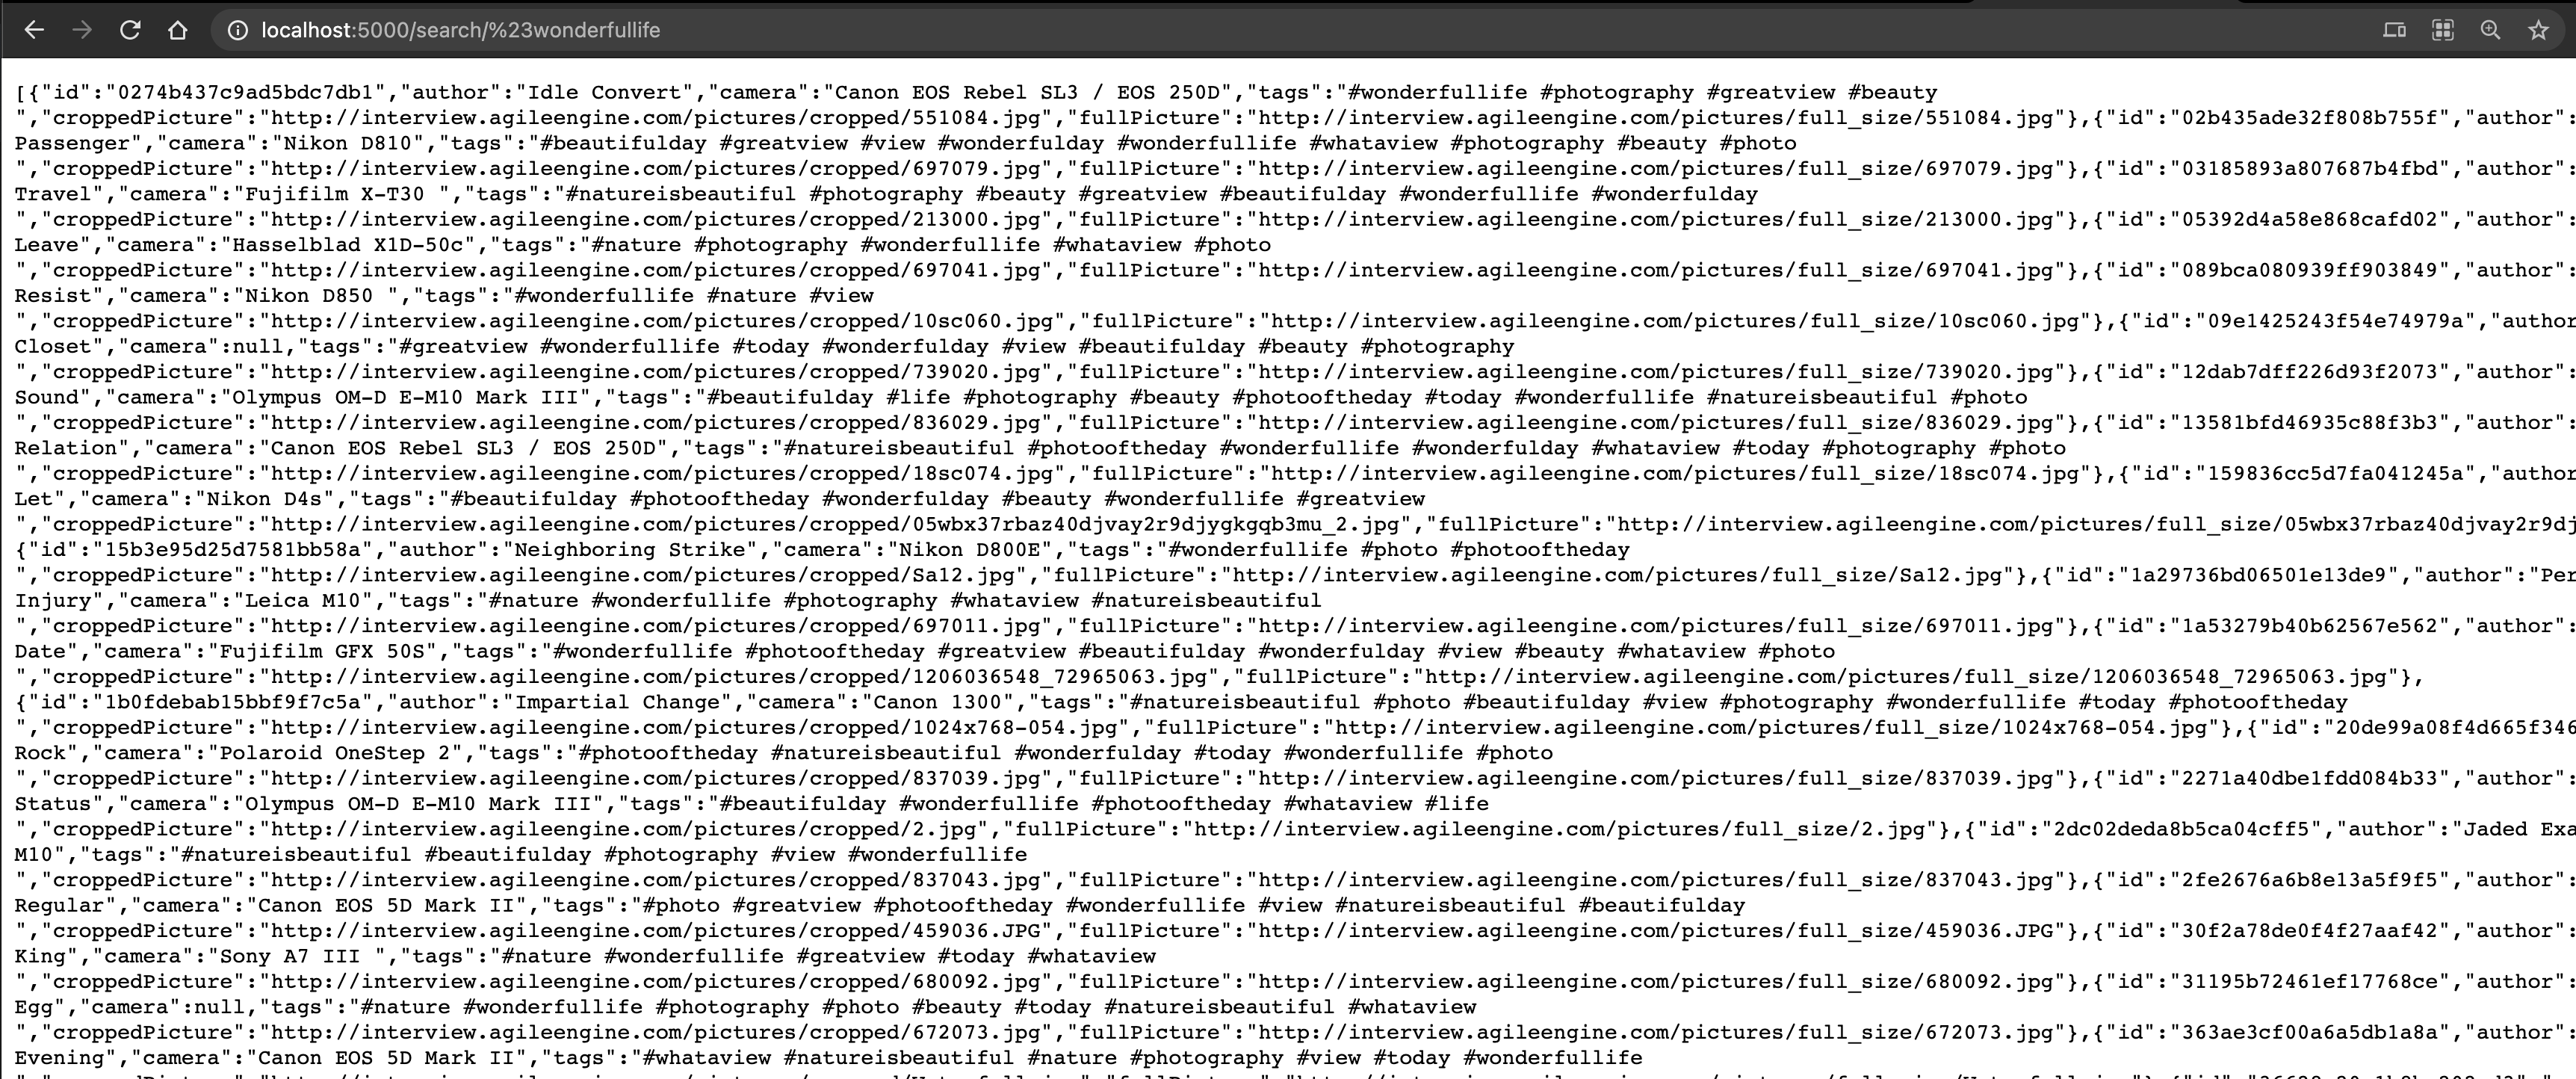 localhost:5000/search/%23wonderfullife
[{"id":"0274b437c9ad5bdc7db1","author":"Idle Convert","camera":"Canon EOS Rebel SL3 / EOS 250D","tags":"#wonderfullife #photography #greatview #beauty
","croppedPicture":"http://interview.agileengine.com/pictures/cropped/551084.jpg","fullPicture":"http://interview.agileengine.com/pictures/full_size/551084.jpg"},{"id":"02b435ade32f808b755f","author":
Passenger","camera":"Nikon D810","tags":"#beautifulday #greatview #view #wonderfulday #wonderfullife #whataview #photography #beauty #photo
","croppedPicture":"http://interview.agileengine.com/pictures/cropped/697079.jpg","fullPicture":"http://interview.agileengine.com/pictures/full_size/697079.jpg"},{"id":"03185893a807687b4fbd","author":
Travel","camera":"Fujifilm X-T30 ","tags":"#natureisbeautiful #photography #beauty #greatview #beautifulday #wonderfullife #wonderfulday
","croppedPicture":"http://interview.agileengine.com/pictures/cropped/213000.jpg","fullPicture":"http://interview.agileengine.com/pictures/full_size/213000.jpg"},{"id":"05392d4a58e868cafd02","author":
Leave","camera":"Hasselblad X1D-50c","tags":"#nature #photography #wonderfullife #whataview #photo
","croppedPicture":"http://interview.agileengine.com/pictures/cropped/697041.jpg","fullPicture":"http://interview.agileengine.com/pictures/full_size/697041.jpg"},{"id":"089bca080939ff903849","author":
Resist","camera":"Nikon D850 ","tags":"#wonderfullife #nature #view
","croppedPicture":"http://interview.agileengine.com/pictures/cropped/10sc060.jpg","fullPicture":"http://interview.agileengine.com/pictures/full_size/10sc060.jpg"},{"id":"09e1425243f54e74979a","author
Closet","camera":null,"tags":"#greatview #wonderfullife #today #wonderfulday #view #beautifulday #beauty #photography
","croppedPicture":"http://interview.agileengine.com/pictures/cropped/739020.jpg","fullPicture":"http://interview.agileengine.com/pictures/full_size/739020.jpg"},{"id":"12dab7dff226d93f2073","author":
Sound","camera":"Olympus OM-D E-M10 Mark III","tags":"#beautifulday #life #photography #beauty #photooftheday #today #wonderfullife #natureisbeautiful #photo
","croppedPicture":"http://interview.agileengine.com/pictures/cropped/836029.jpg","fullPicture":"http://interview.agileengine.com/pictures/full_size/836029.jpg"},{"id":"13581bfd46935c88f3b3","author":
Relation","camera":"Canon EOS Rebel SL3 / EOS 250D","tags":"#natureisbeautiful #photooftheday #wonderfullife #wonderfulday #whataview #today #photography #photo
","croppedPicture":"http://interview.agileengine.com/pictures/cropped/18sc074.jpg","fullPicture":"http://interview.agileengine.com/pictures/full_size/18sc074.jpg"},{"id":"159836cc5d7fa041245a","author
Let","camera":"Nikon D4s","tags":"#beautifulday #photooftheday #wonderfulday #beauty #wonderfullife #greatview
","croppedPicture":"http://interview.agileengine.com/pictures/cropped/05wbx37rbaz40djvay2r9djygkgqb3mu_2.jpg","fullPicture":"http://interview.agileengine.com/pictures/full_size/05wbx37rbaz40djvay2r9dj
{"id":"15b3e95d25d7581bb58a","author":"Neighboring Strike","camera":"Nikon D800E","tags":"#wonderfullife #photo #photooftheday
","croppedPicture":"http://interview.agileengine.com/pictures/cropped/Sa12.jpg","fullPicture":"http://interview.agileengine.com/pictures/full_size/Sa12.jpg"},{"id":"1a29736bd06501e13de9","author":"Per
Injury","camera":"Leica M10","tags":"#nature #wonderfullife #photography #whataview #natureisbeautiful
","croppedPicture":"http://interview.agileengine.com/pictures/cropped/697011.jpg","fullPicture":"http://interview.agileengine.com/pictures/full_size/697011.jpg"},{"id":"1a53279b40b62567e562","author":
Date","camera":"Fujifilm GFX 50S","tags":"#wonderfullife #photooftheday #greatview #beautifulday #wonderfulday #view #beauty #whataview #photo
","croppedPicture":"http://interview.agileengine.com/pictures/cropped/1206036548_72965063.jpg","fullPicture":"http://interview.agileengine.com/pictures/full_size/1206036548_72965063.jpg"},
{"id":"1b0fdebab15bbf9f7c5a","author":"Impartial Change","camera":"Canon 1300","tags":"#natureisbeautiful #photo #beautifulday #view #photography #wonderfullife #today #photooftheday
","croppedPicture":"http://interview.agileengine.com/pictures/cropped/1024x768-054.jpg","fullPicture":"http://interview.agileengine.com/pictures/full_size/1024x768-054.jpg"},{"id":"20de99a08f4d665f346
Rock","camera":"Polaroid OneStep 2","tags":"#photooftheday #natureisbeautiful #wonderfulday #today #wonderfullife #photo
","croppedPicture":"http://interview.agileengine.com/pictures/cropped/837039.jpg","fullPicture":"http://interview.agileengine.com/pictures/full_size/837039.jpg"},{"id":"2271a40dbe1fdd084b33","author":
Status","camera":"Olympus OM-D E-M10 Mark III","tags":"#beautifulday #wonderfullife #photooftheday #whataview #life
","croppedPicture":"http://interview.agileengine.com/pictures/cropped/2.jpg","fullPicture":"http://interview.agileengine.com/pictures/full_size/2.jpg"},{"id":"2dc02deda8b5ca04cff5","author":"Jaded Exa
M10","tags":"#natureisbeautiful #beautifulday #photography #view #wonderfullife
","croppedPicture":"http://interview.agileengine.com/pictures/cropped/837043.jpg","fullPicture":"http://interview.agileengine.com/pictures/full_size/837043.jpg"},{"id":"2fe2676a6b8e13a5f9f5","author":
Regular","camera":"Canon EOS 5D Mark II","tags":"#photo #greatview #photooftheday #wonderfullife #view #natureisbeautiful #beautifulday
","croppedPicture":"http://interview.agileengine.com/pictures/cropped/459036.JPG","fullPicture":"http://interview.agileengine.com/pictures/full_size/459036.JPG"},{"id":"30f2a78de0f4f27aaf42","author":
King","camera":"Sony A7 III ","tags":"#nature #wonderfullife #greatview #today #whataview
","croppedPicture":"http://interview.agileengine.com/pictures/cropped/680092.jpg","fullPicture":"http://interview.agileengine.com/pictures/full_size/680092.jpg"},{"id":"31195b72461ef17768ce","author":
Egg","camera":null,"tags":"#nature #wonderfullife #photography #photo #beauty #today #natureisbeautiful #whataview
","croppedPicture":"http://interview.agileengine.com/pictures/cropped/672073.jpg","fullPicture":"http://interview.agileengine.com/pictures/full_size/672073.jpg"},{"id":"363ae3cf00a6a5db1a8a","author":
Evening","camera":"Canon EOS 5D Mark II","tags":"#whataview #natureisbeautiful #nature #photography #view #today #wonderfullife